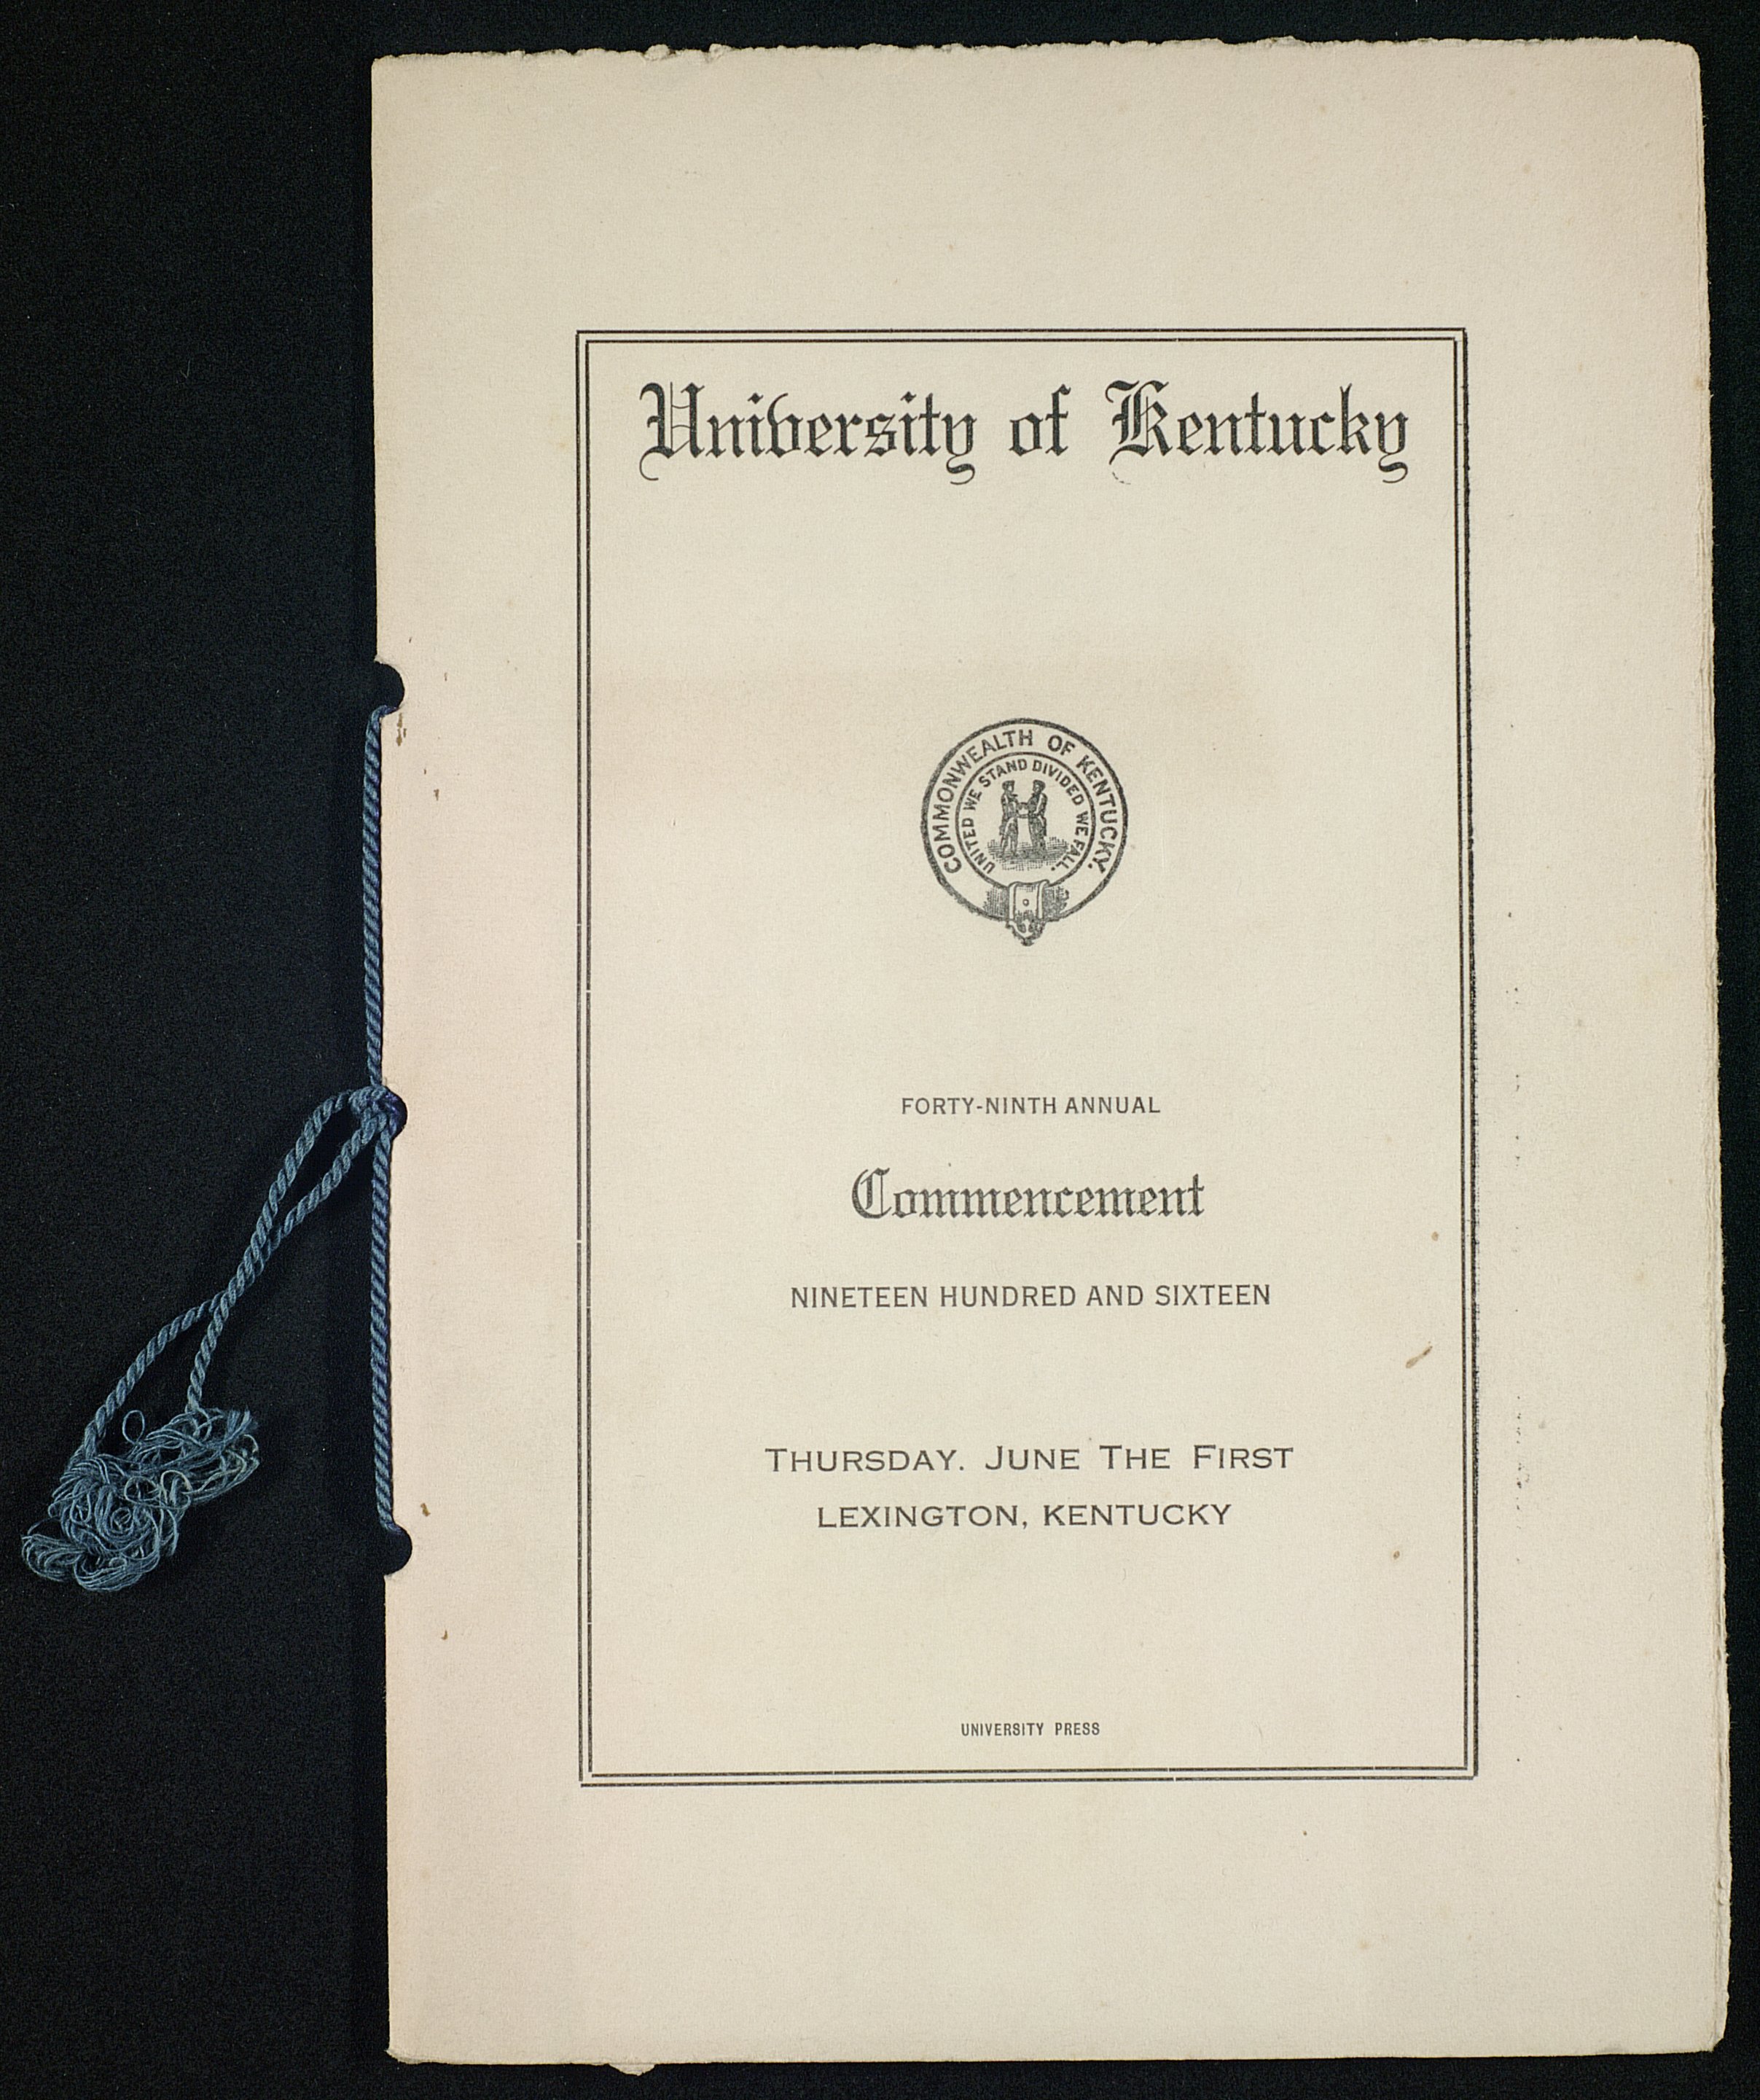 University of Kentucky
COMMONWEALTH OF KENTUCKY.
UNITED WE STAND DIVIDED WE FALL.
FORTY-NINTH ANNUAL
Commencement
NINETEEN HUNDRED AND SIXTEEN
THURSDAY. JUNE THE FIRST
LEXINGTON, KENTUCKY
UNIVERSITY PRESS